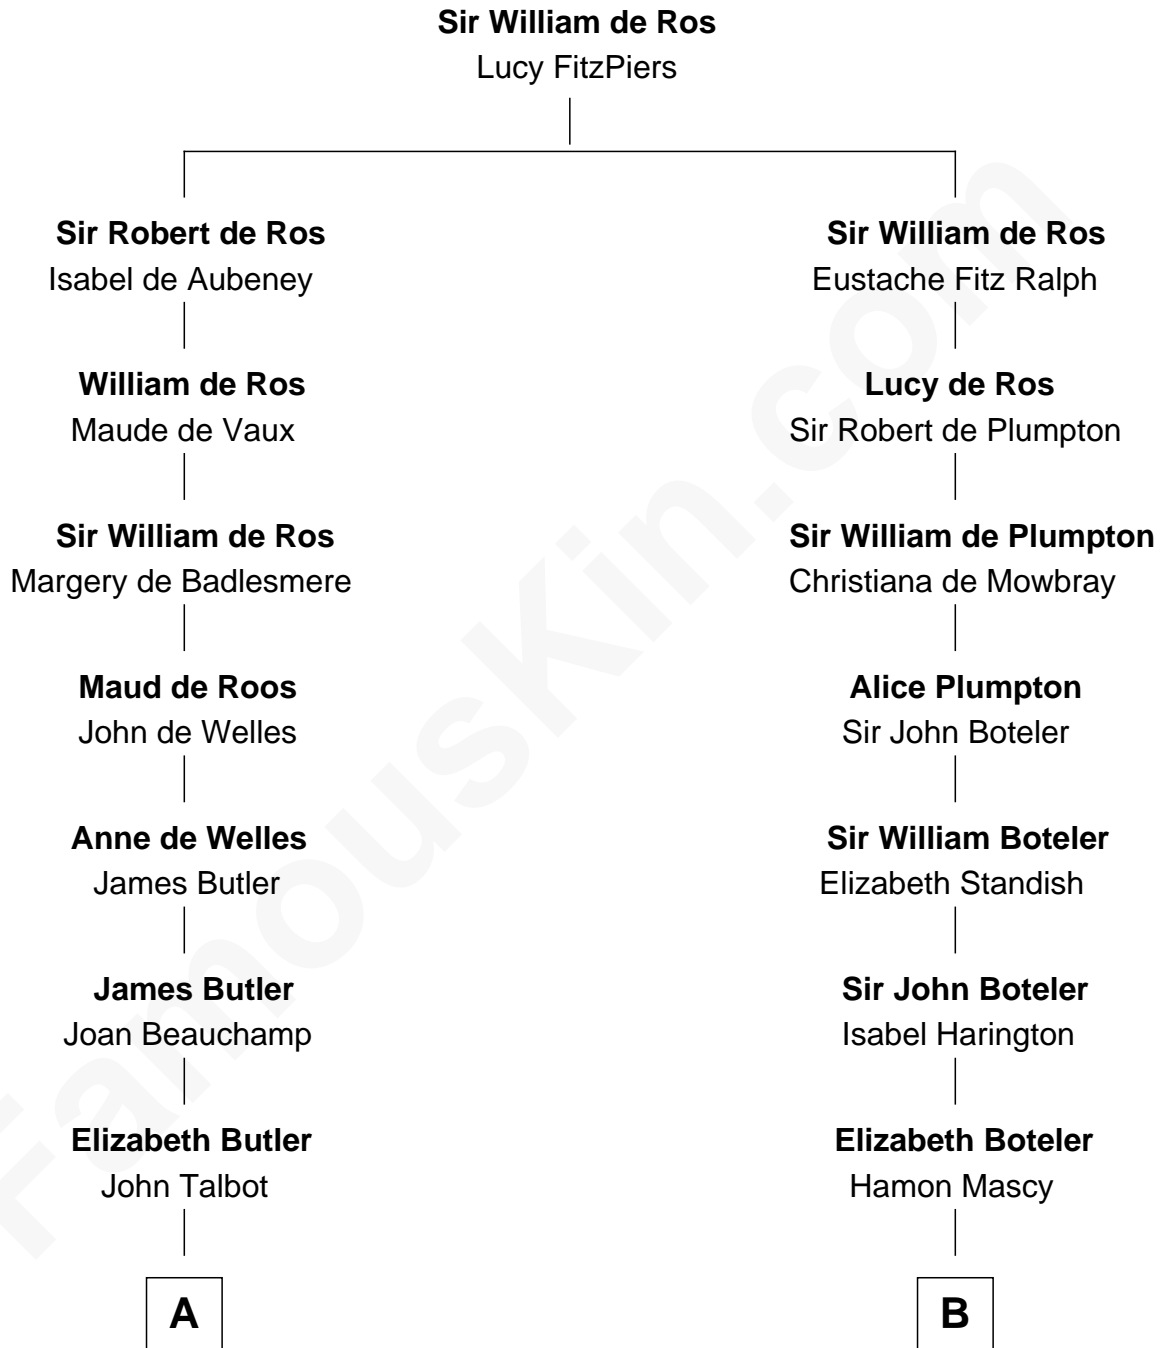 Sir William de Ros
Lucy FitzPiers
Sir Robert de Ros
Isabel de Aubeney
Sir William de Ros
Eustache Fitz Ralph
William de Ros
Maude de Vaux
Lucy de Ros
Sir Robert de Plumpton
Sir William de Ros
Margery de Badlesmere
Sir William de Plumpton
Christiana de Mowbray
Maud de Roos
John de Welles
Alice Plumpton
Sir John Boteler
Anne de Welles
James Butler
Sir William Boteler
Elizabeth Standish
James Butler
Joan Beauchamp
Sir John Boteler
Isabel Harington
Elizabeth Butler
John Talbot
Elizabeth Boteler
Hamon Mascy
A
B
FamousKin.com